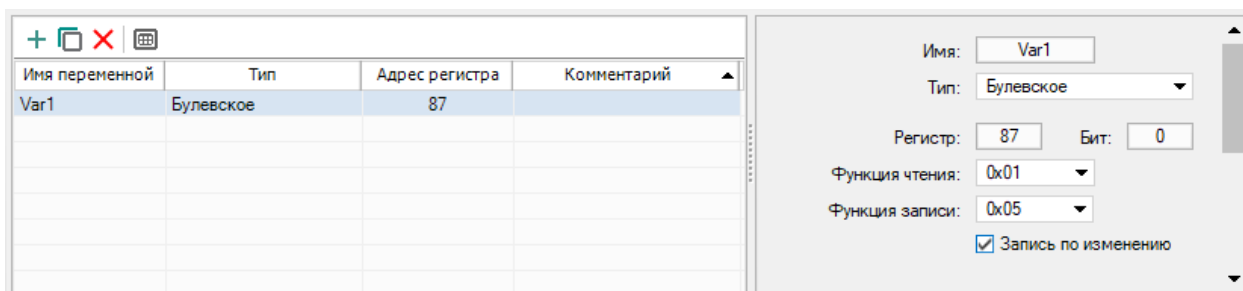 Имя переменной Тип Адрес регистра Комментарий
Var1 Булевское 87
Имя: Var1
Тип: Булевское
Регистр: 87 Бит: 0
Функция чтения: 0x01
Функция записи: 0x05
Запись по изменению